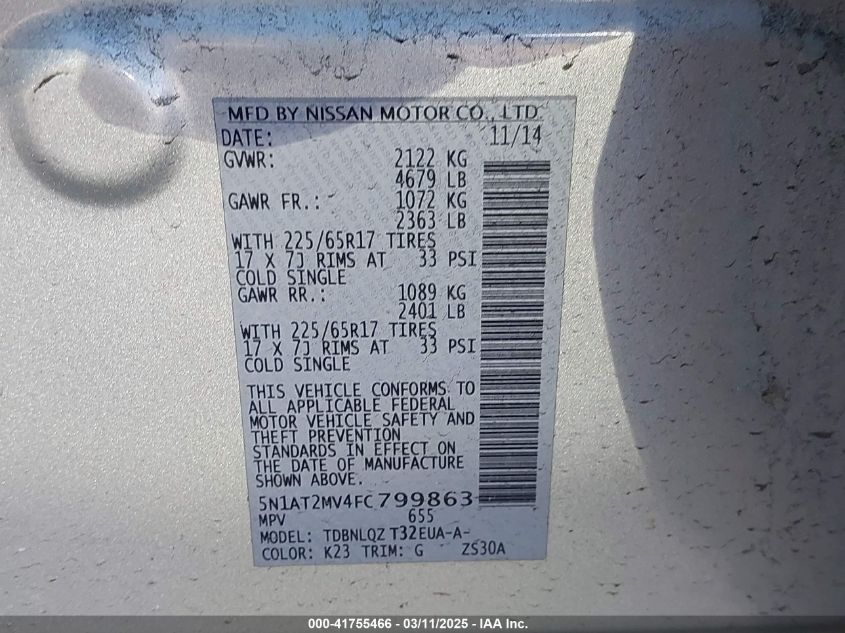 MFD BY NISSAN MOTOR CO., LTD
DATE: 11/14
GVWR: 2122 KG
4679 LB
GAWR FR.: 1072 KG
2363 LB
WITH 225/65R17 TIRES
17 X 7J RIMS AT 33 PSI
COLD SINGLE
GAWR RR.: 1089 KG
2401 LB
WITH 225/65R17 TIRES
17 X 7J RIMS AT 33 PSI
COLD SINGLE
THIS VEHICLE CONFORMS TO
ALL APPLICABLE FEDERAL
MOTOR VEHICLE SAFETY AND
THEFT PREVENTION
STANDARDS IN EFFECT ON
THE DATE OF MANUFACTURE
SHOWN ABOVE.
5N1AT2MV4FC799863
MPV 655
MODEL: TDBNLQZ T32EUA-A-
COLOR: K23 TRIM: G ZS30A
000-41755466 - 03/11/2025 - IAA Inc.